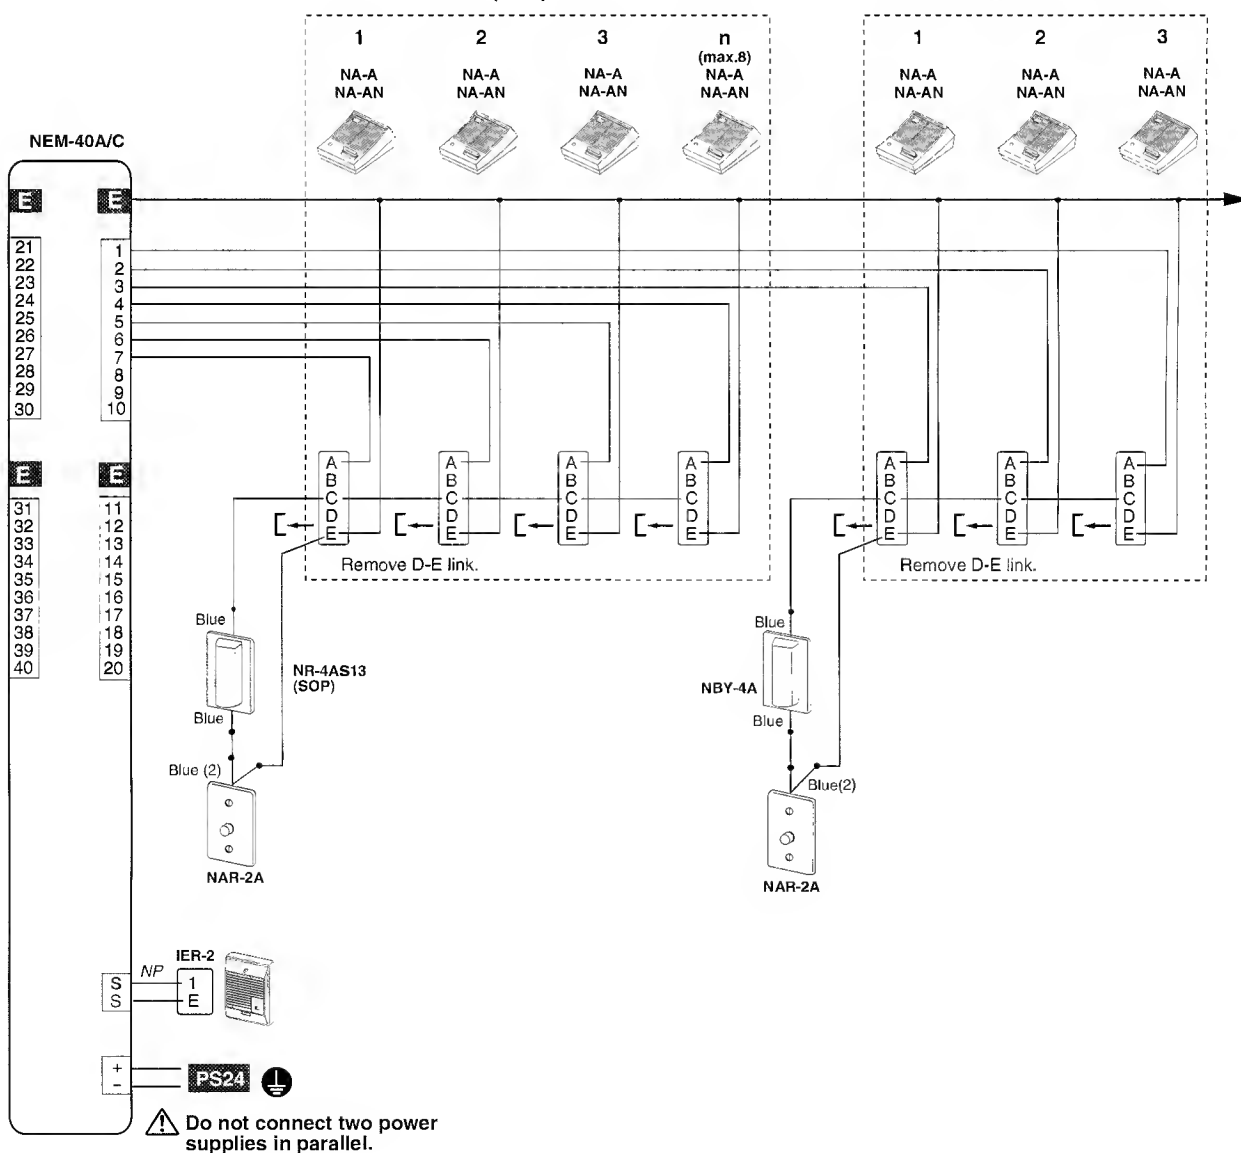 1 2 3 n 1 2 3
(max.8)
NA-A NA-A NA-A NA-A NA-A NA-A NA-A
NA-AN NA-AN NA-AN NA-AN NA-AN NA-AN NA-AN
NEM-40A/C
E E
21 1
22 2
23 3
24 4
25 5
26 6
27 7
28 8
29 9
30 10
E E
31 11
32 12
33 13
34 14
35 15
36 16
37 17
38 18
39 19
40 20
A A A A A A A
B B B B B B B
C C C C C C C
D D D D D D D
E E E E E E E
Remove D-E link. Remove D-E link.
Blue Blue
NR-4AS13
(SOP)
NBY-4A
Blue Blue
Blue (2) Blue(2)
NAR-2A NAR-2A
IER-2
NP
S 1
S E
+
−
PS24
Do not connect two power
supplies in parallel.